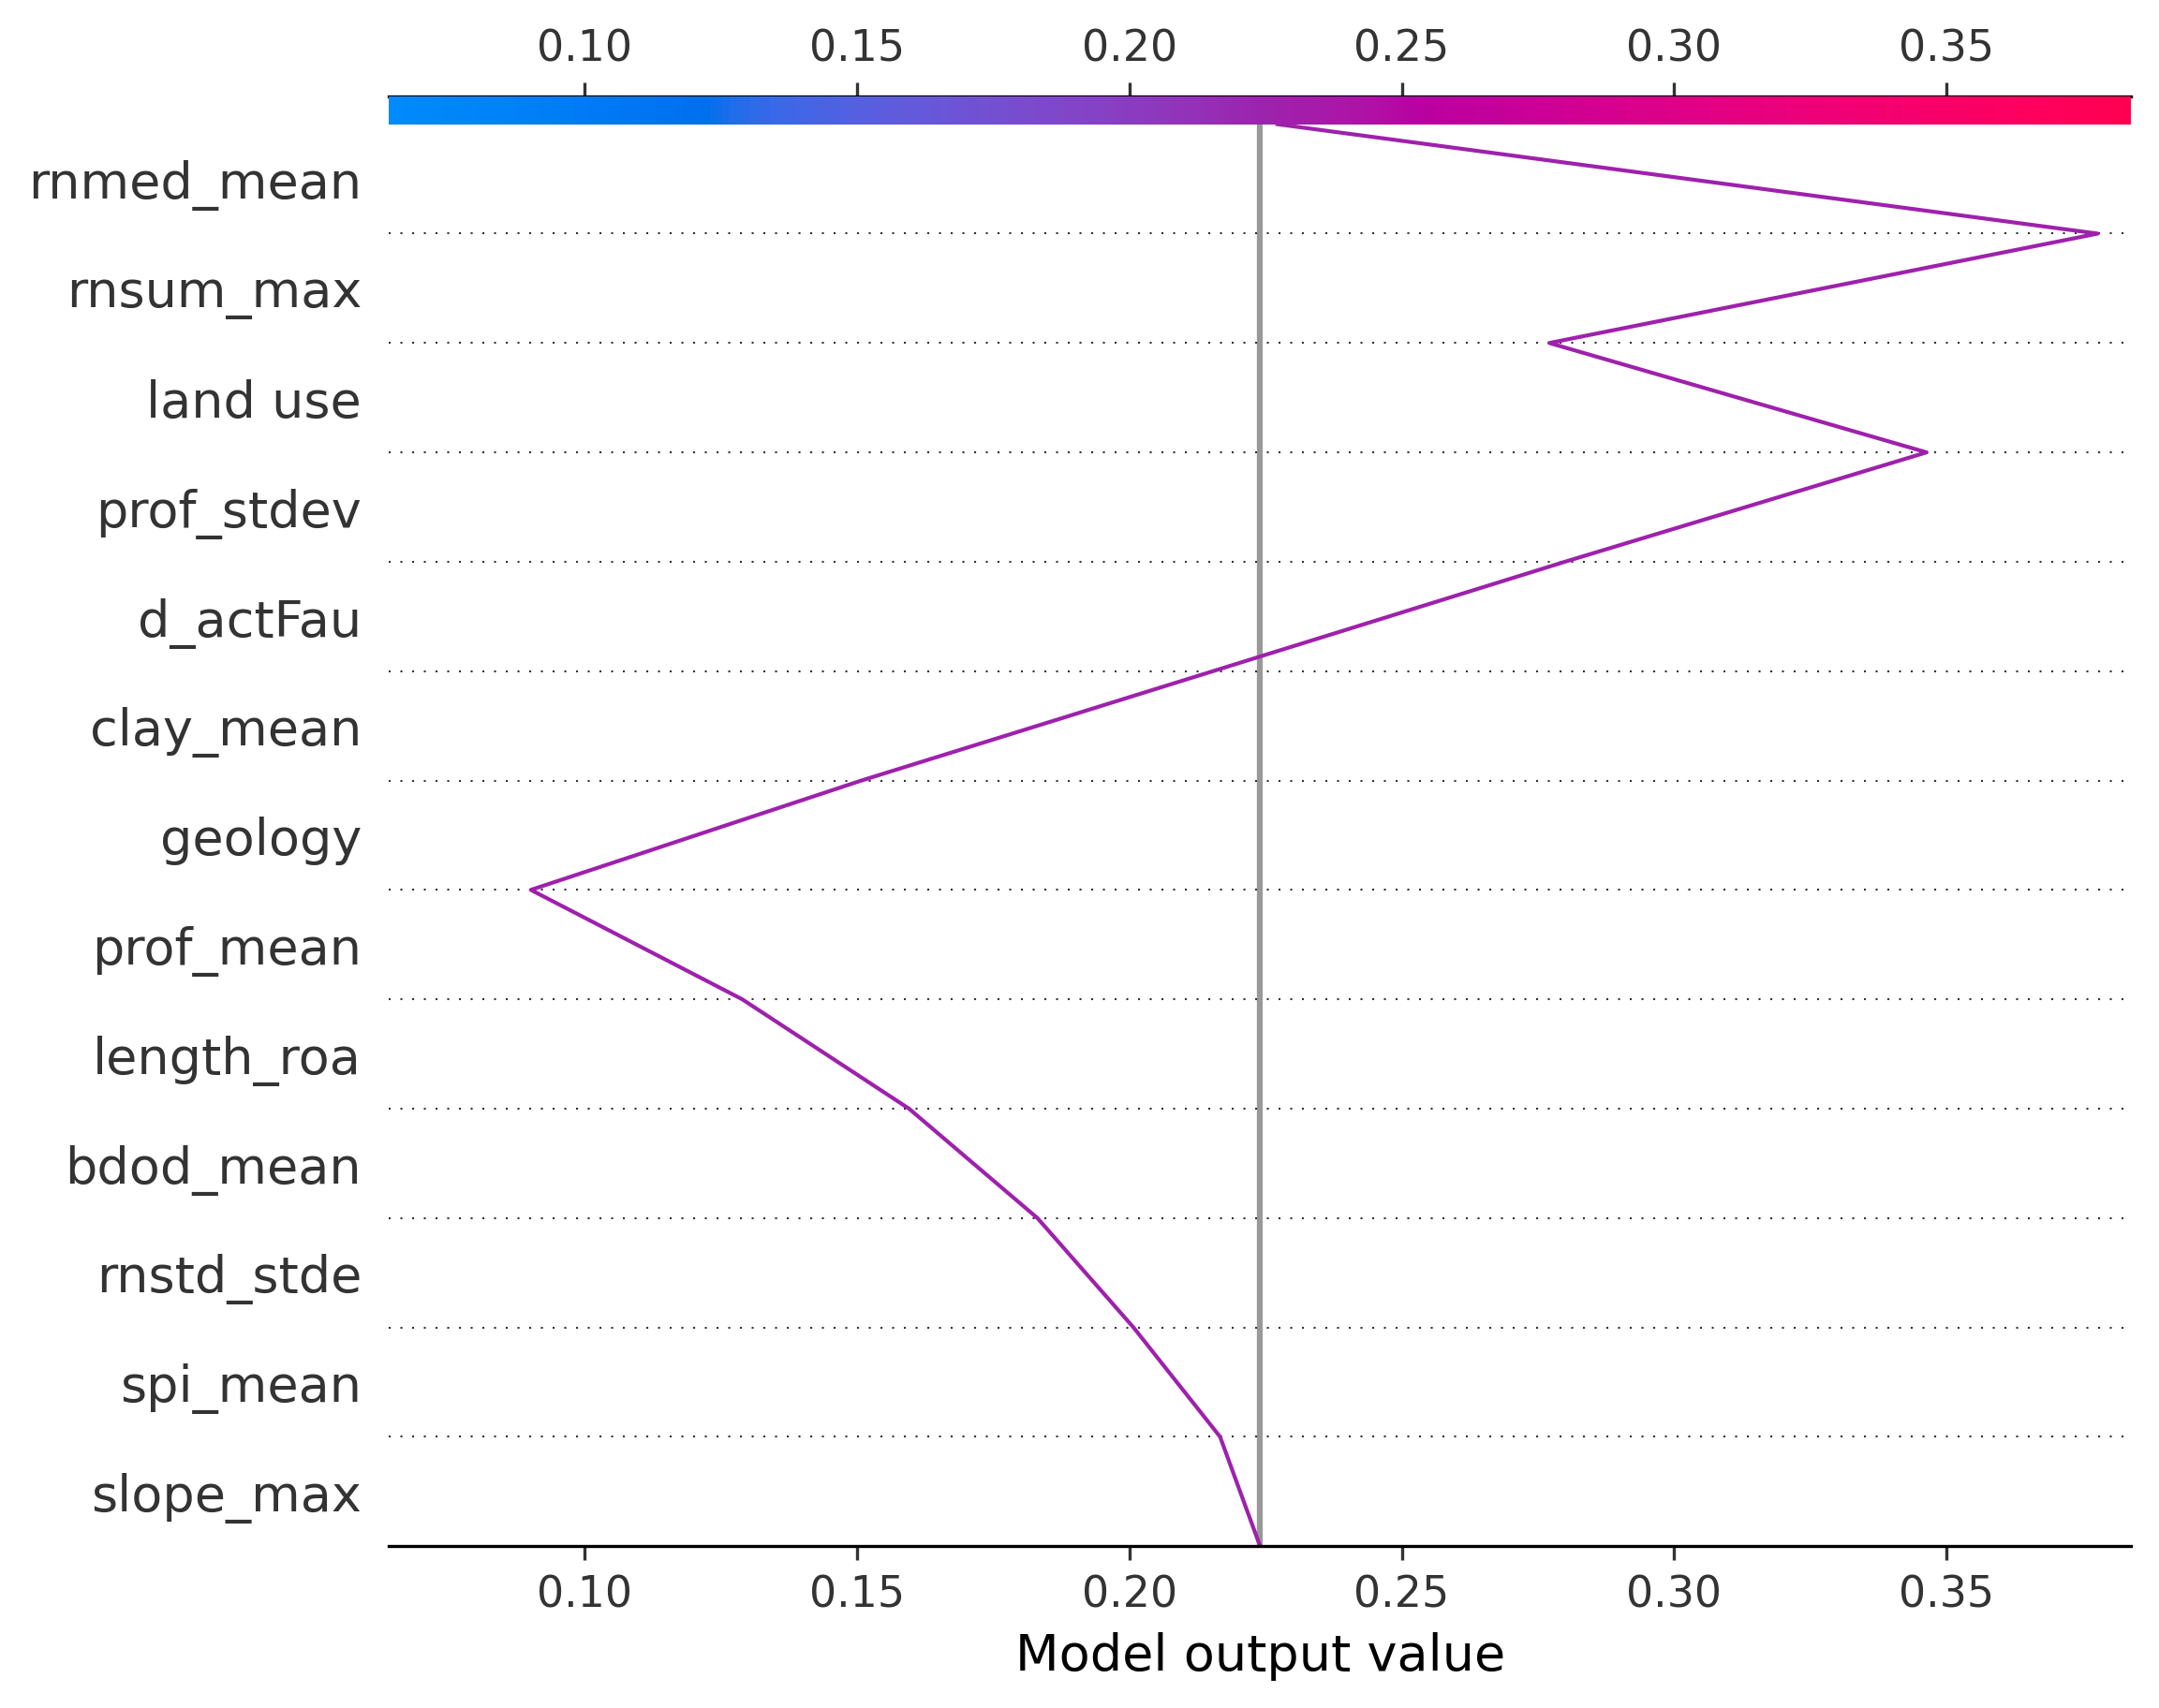 0.10 0.15 0.20 0.25 0.30 0.35
rnmed_mean
rnsum_max
land use
prof_stdev
d_actFau
clay_mean
geology
prof_mean
length_roa
bdod_mean
rnstd_stde
spi_mean
slope_max
0.10 0.15 0.20 0.25 0.30 0.35
Model output value